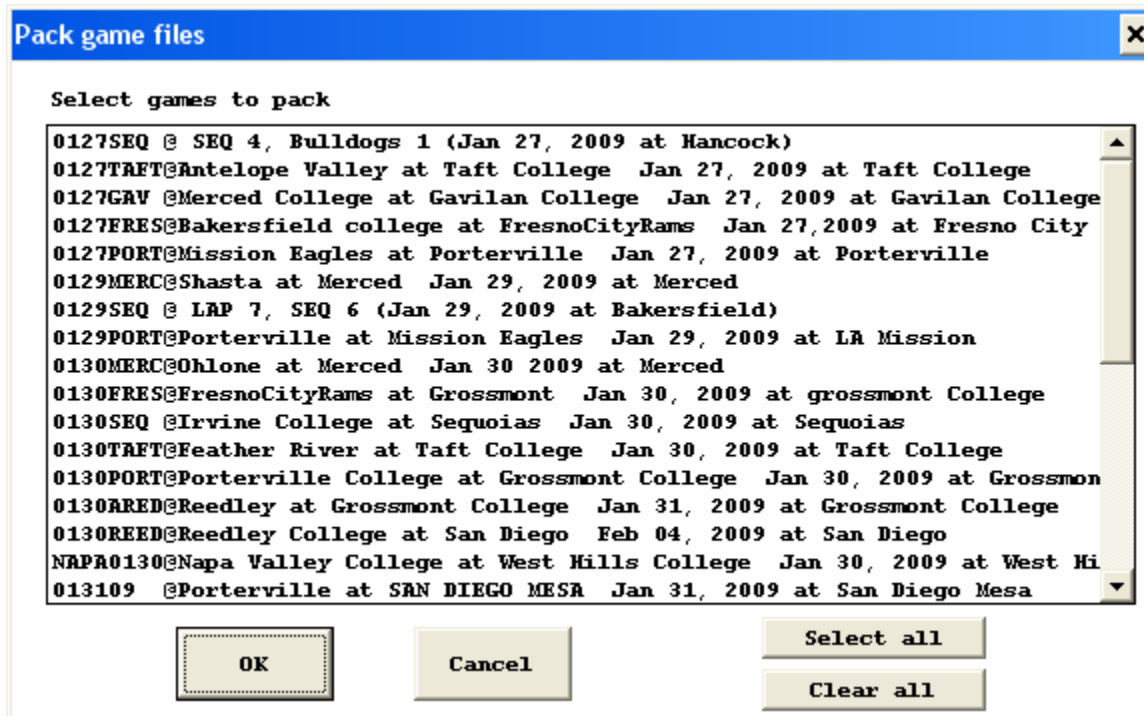 Pack game files
Select games to pack
0127SEQ @ SEQ 4, Bulldogs 1 (Jan 27, 2009 at Hancock)
0127TAFT@Antelope Valley at Taft College  Jan 27, 2009 at Taft College
0127GAV @Merced College at Gavilan College  Jan 27, 2009 at Gavilan College
0127FRES@Bakersfield college at FresnoCityRams  Jan 27,2009 at Fresno City
0127PORT@Mission Eagles at Porterville  Jan 27, 2009 at Porterville
0129MERC@Shasta at Merced  Jan 29, 2009 at Merced
0129SEQ @ LAP 7, SEQ 6 (Jan 29, 2009 at Bakersfield)
0129PORT@Porterville at Mission Eagles  Jan 29, 2009 at LA Mission
0130MERC@Ohlone at Merced  Jan 30 2009 at Merced
0130FRES@FresnoCityRams at Grossmont  Jan 30, 2009 at grossmont College
0130SEQ @Irvine College at Sequoias  Jan 30, 2009 at Sequoias
0130TAFT@Feather River at Taft College  Jan 30, 2009 at Taft College
0130PORT@Porterville College at Grossmont College  Jan 30, 2009 at Grossmon
0130ARED@Reedley at Grossmont College  Jan 31, 2009 at Grossmont College
0130REED@Reedley College at San Diego  Feb 04, 2009 at San Diego
NAPA0130@Napa Valley College at West Hills College  Jan 30, 2009 at West Hi
013109  @Porterville at SAN DIEGO MESA  Jan 31, 2009 at San Diego Mesa
OK
Cancel
Select all
Clear all